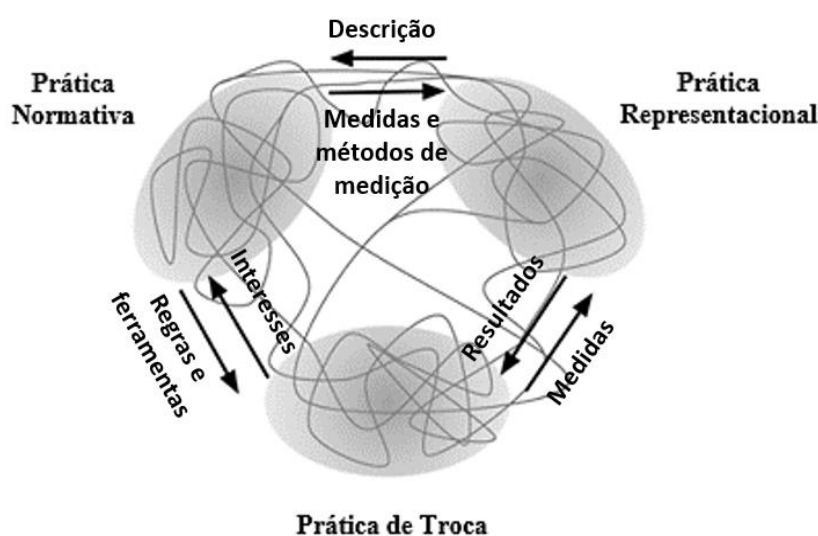 Descrição
Prática
Normativa
Prática
Representacional
Medidas e
métodos de
medição
Interesses
Regras e
ferramentas
Resultados
Medidas
Prática de Troca